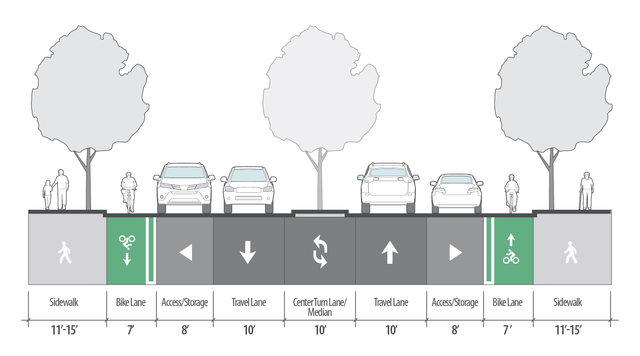 Sidewalk
Bike Lane
Access/Storage
Travel Lane
Center Turn Lane/
Median
Travel Lane
Access/Storage
Bike Lane
Sidewalk
11'-15'
7'
8'
10'
10'
10'
8'
7'
11'-15'